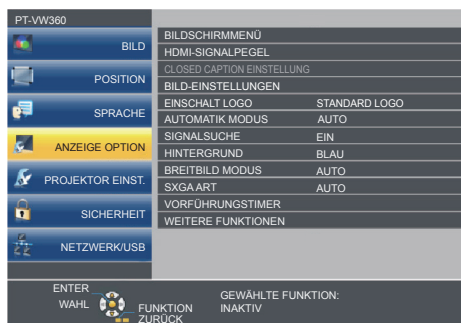 PT-VW360
BILD
POSITION
SPRACHE
ANZEIGE OPTION
PROJEKTOR EINST.
SICHERHEIT
NETZWERK/USB
BILDSCHIRMMENÜ
HDMI-SIGNALPEGEL
CLOSED CAPTION EINSTELLUNG
BILD-EINSTELLUNGEN
EINSCHALT LOGO STANDARD LOGO
AUTOMATIK MODUS AUTO
SIGNALSUCHE EIN
HINTERGRUND BLAU
BREITBILD MODUS AUTO
SXGA ART AUTO
VORFÜHRUNGSTIMER
WEITERE FUNKTIONEN
ENTER
WAHL
FUNKTION
ZURÜCK
GEWÄHLTE FUNKTION:
INAKTIV